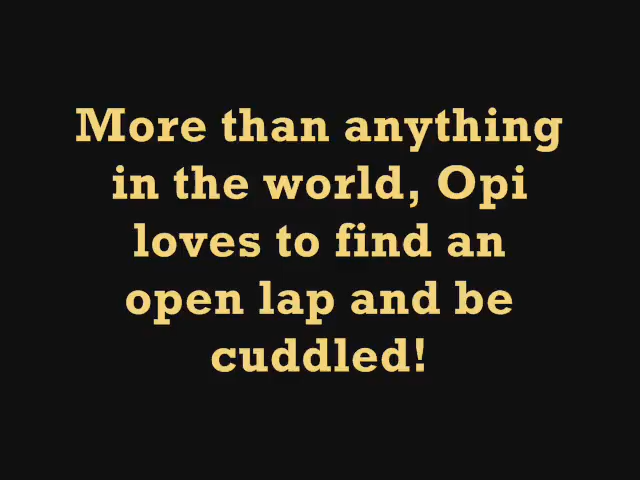 More than anything
in the world, Opi
loves to find an
open lap and be
cuddled!